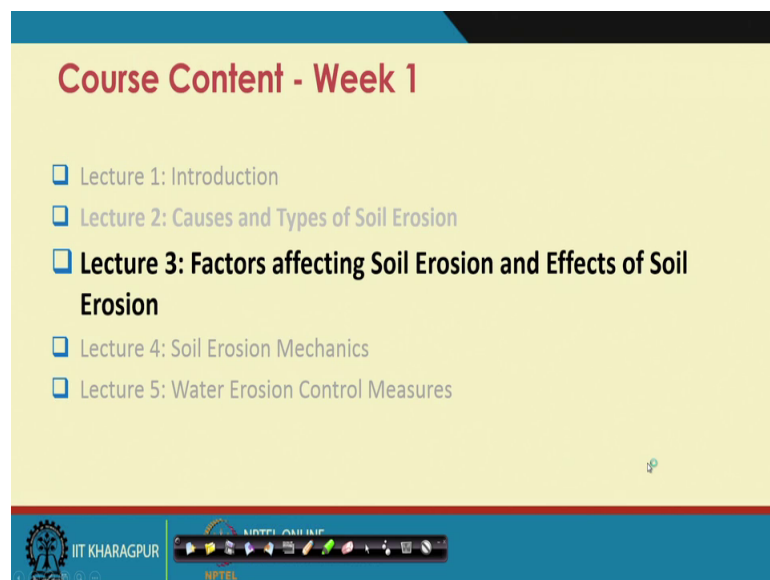 Course Content - Week 1
Lecture 1: Introduction
Lecture 2: Causes and Types of Soil Erosion
Lecture 3: Factors affecting Soil Erosion and Effects of Soil
Erosion
Lecture 4: Soil Erosion Mechanics
Lecture 5: Water Erosion Control Measures
IIT KHARAGPUR
NPTEL ONLINE
NPTEL